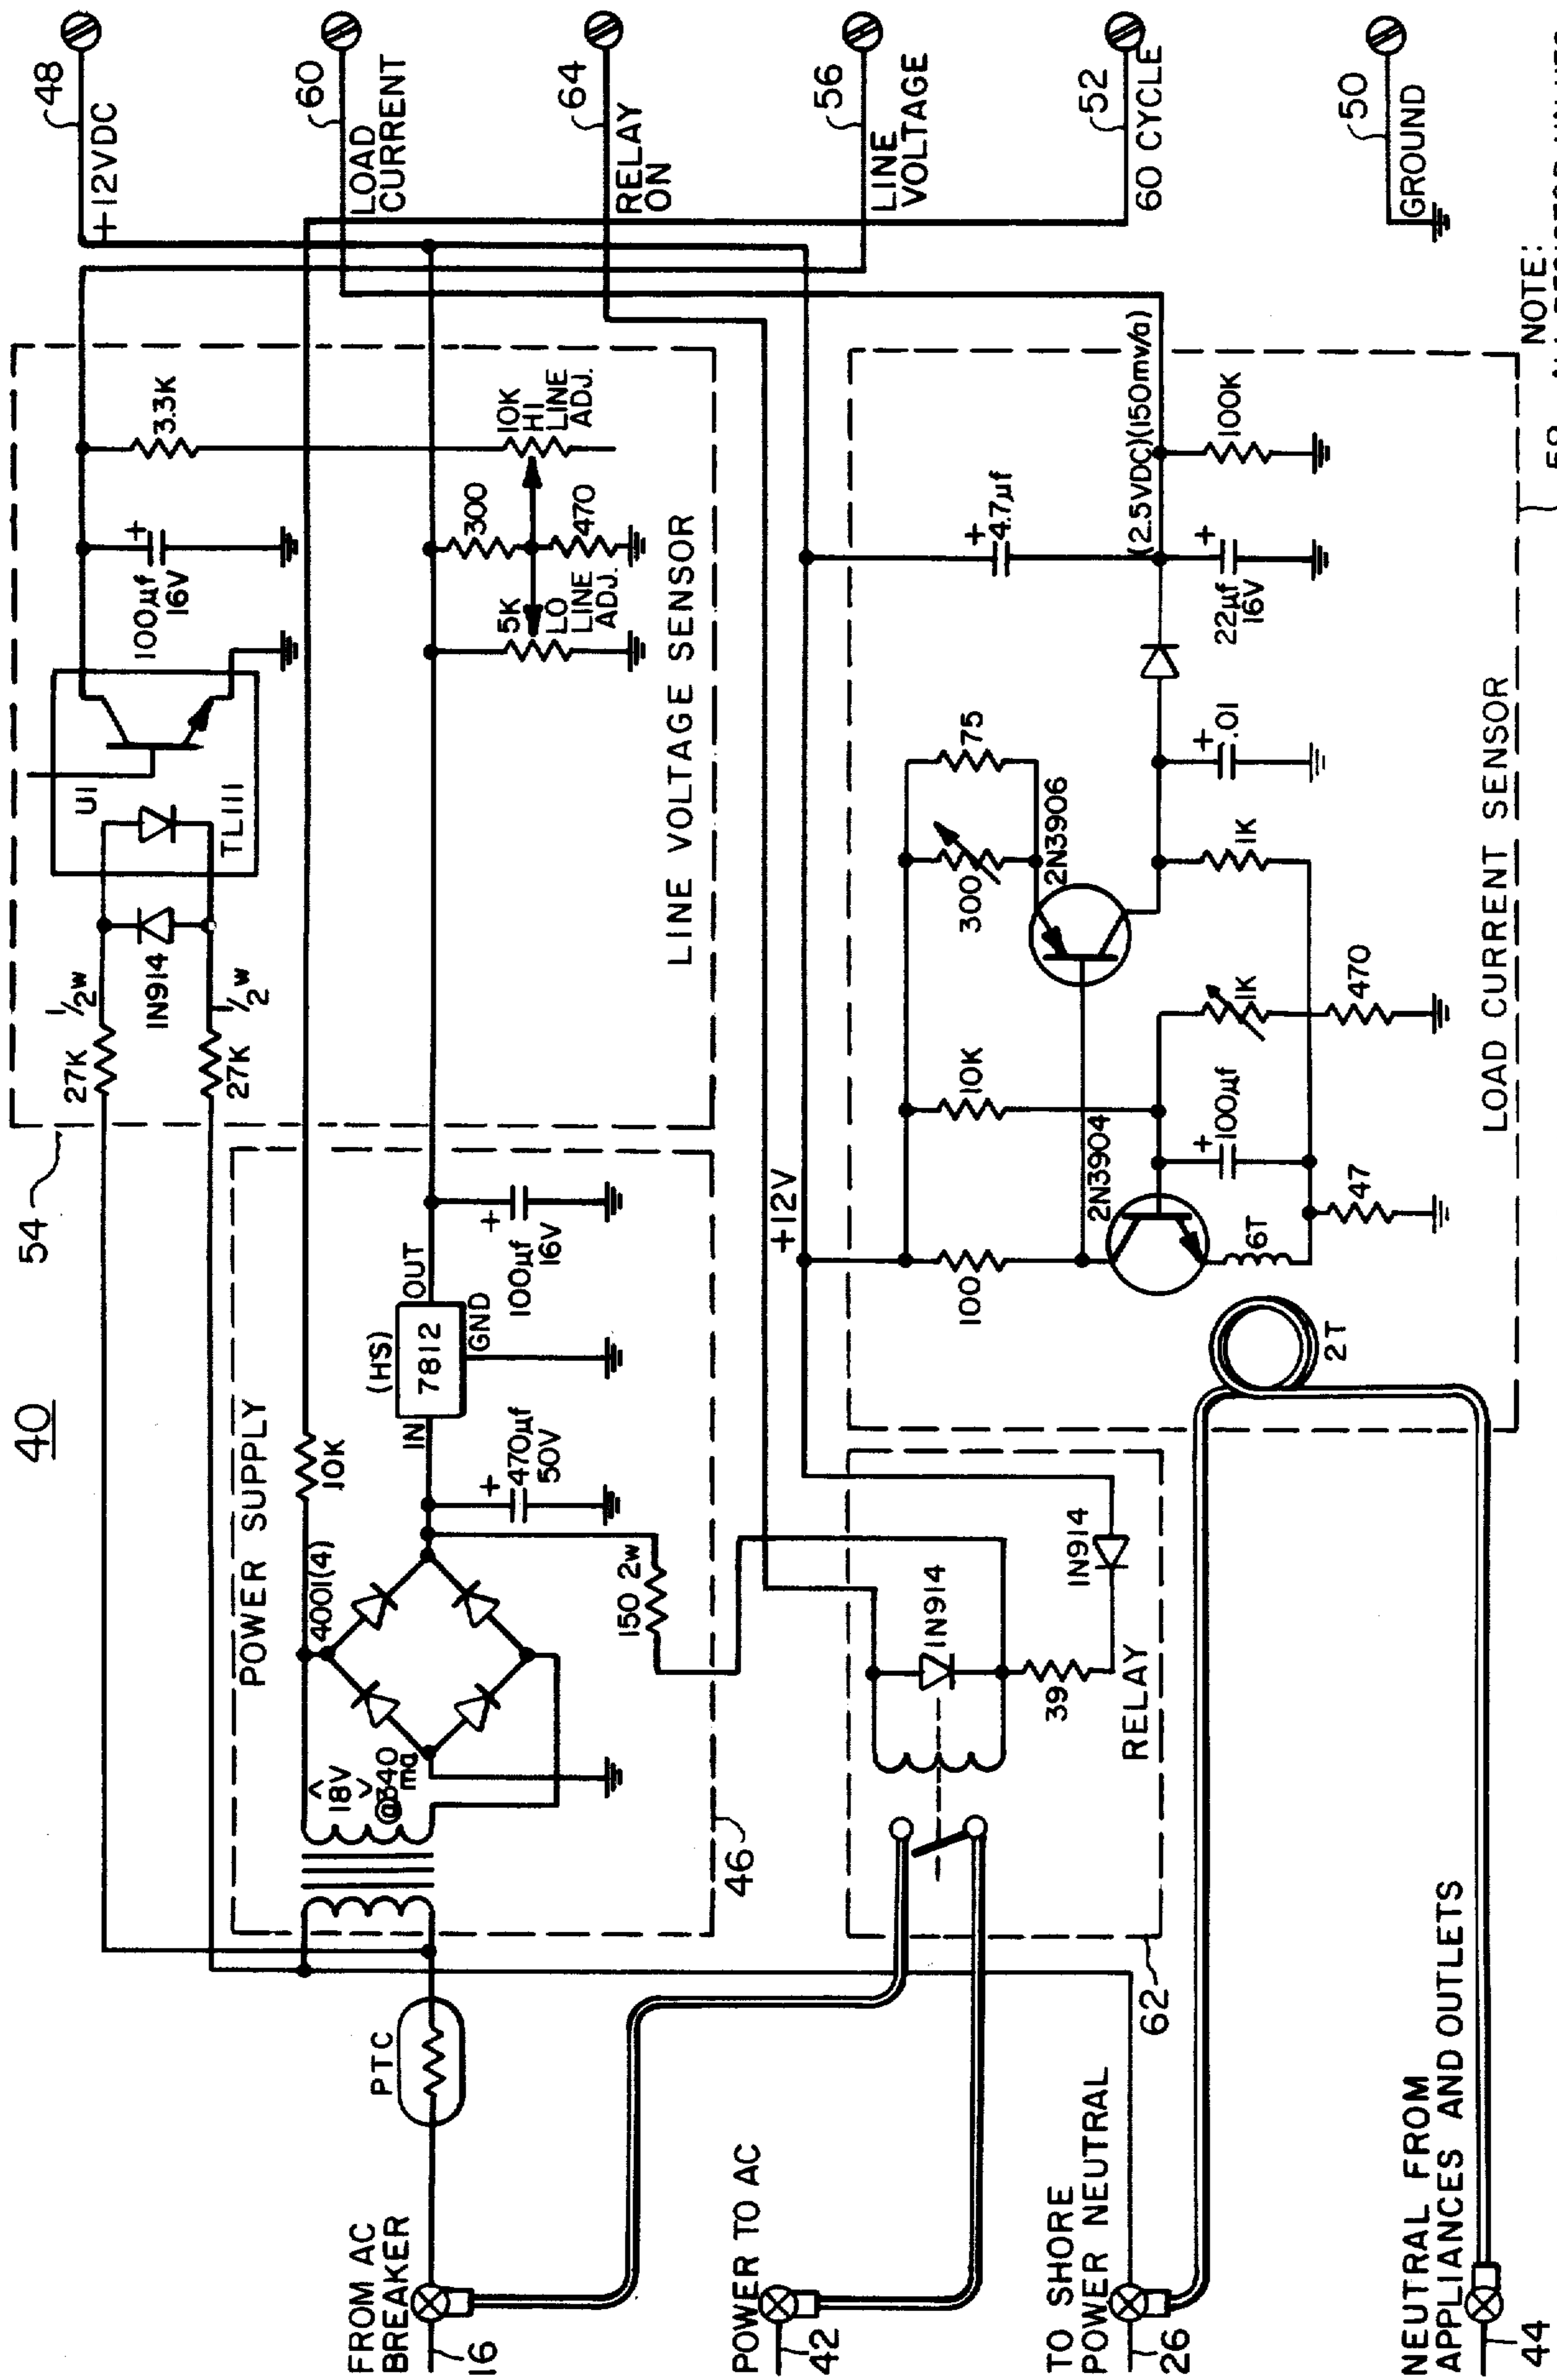 40
54
27K
1/2w
1N914
27K
1/2w
U1
TL111
100µf
16V
3.3K
10K
HI
LINE
ADJ.
300
470
5K
LO
LINE
ADJ.
LINE VOLTAGE SENSOR
48
+12VDC
60
LOAD
CURRENT
64
RELAY
ON
56
LINE
VOLTAGE
52
60 CYCLE
50
GROUND
POWER SUPPLY
18V
@340
ma
4001(4)
10K
470µf
50V
(HS)
7812
IN
OUT
GND
100µf
16V
150 2w
46
PTC
FROM AC
BREAKER
16
POWER TO AC
42
TO SHORE
POWER NEUTRAL
26
NEUTRAL FROM
APPLIANCES AND OUTLETS
44
62
1N914
39
1N914
RELAY
+12V
100
10K
300
75
2N3906
2N3904
6T
2T
47
100µf
1K
470
1K
.01
4.7µf
22µf
16V
(2.5VDC)(150mv/a)
100K
LOAD CURRENT SENSOR
58
NOTE: